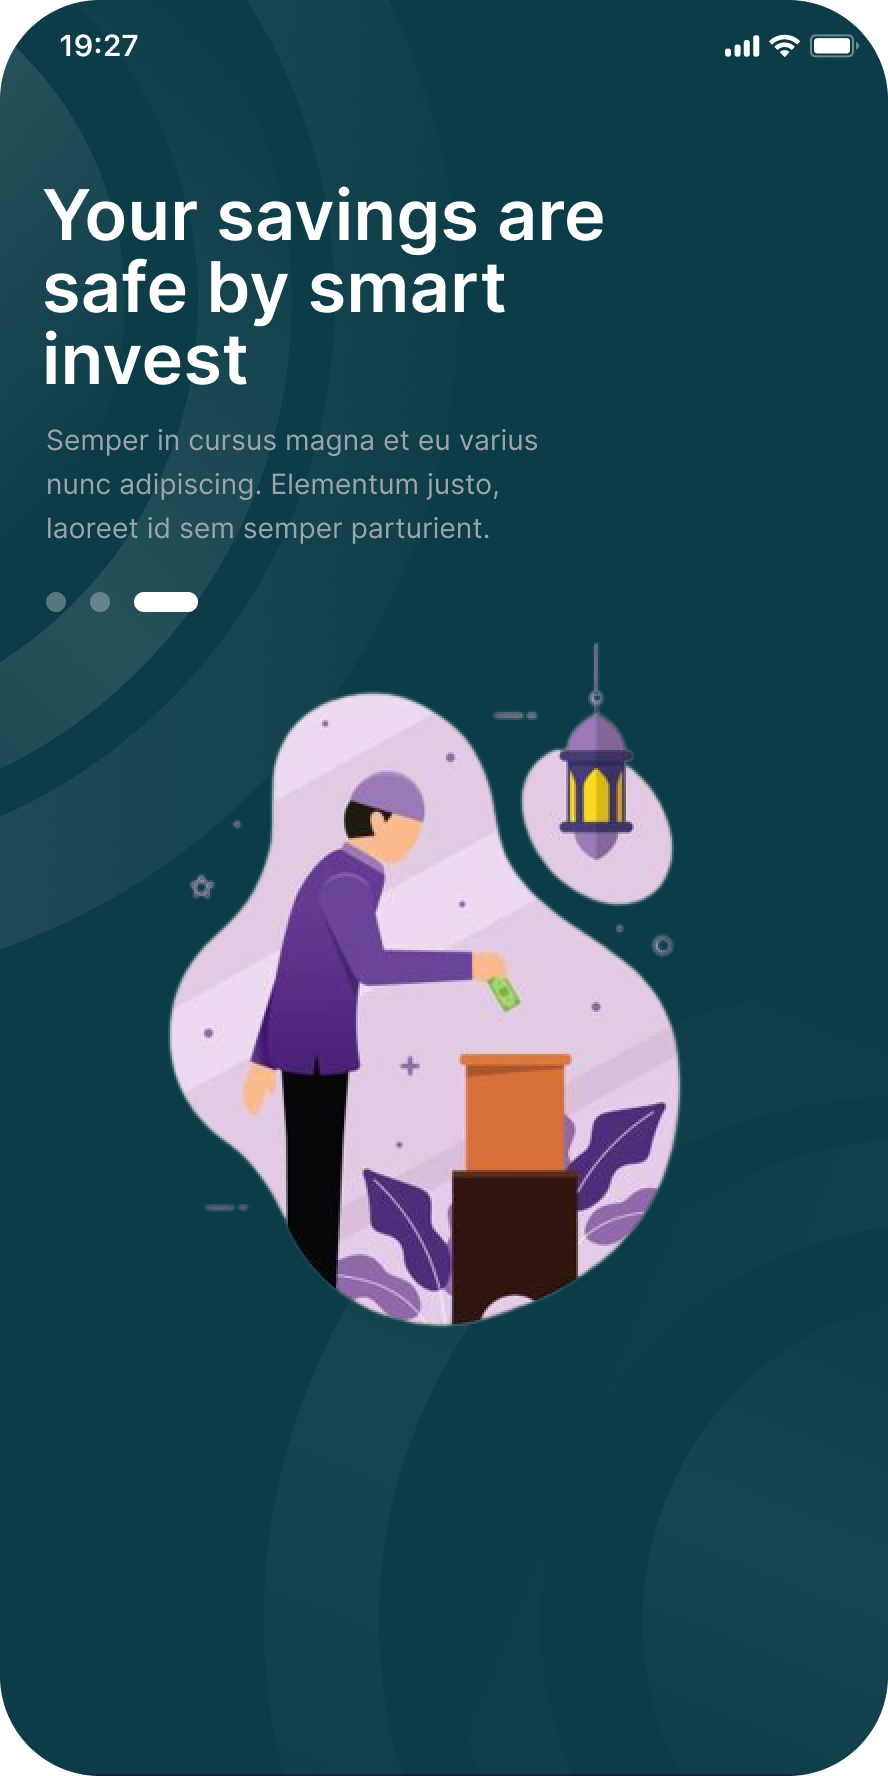 19:27
Your savings are
safe by smart
invest
Semper in cursus magna et eu varius
nunc adipiscing. Elementum justo,
laoreet id sem semper parturient.